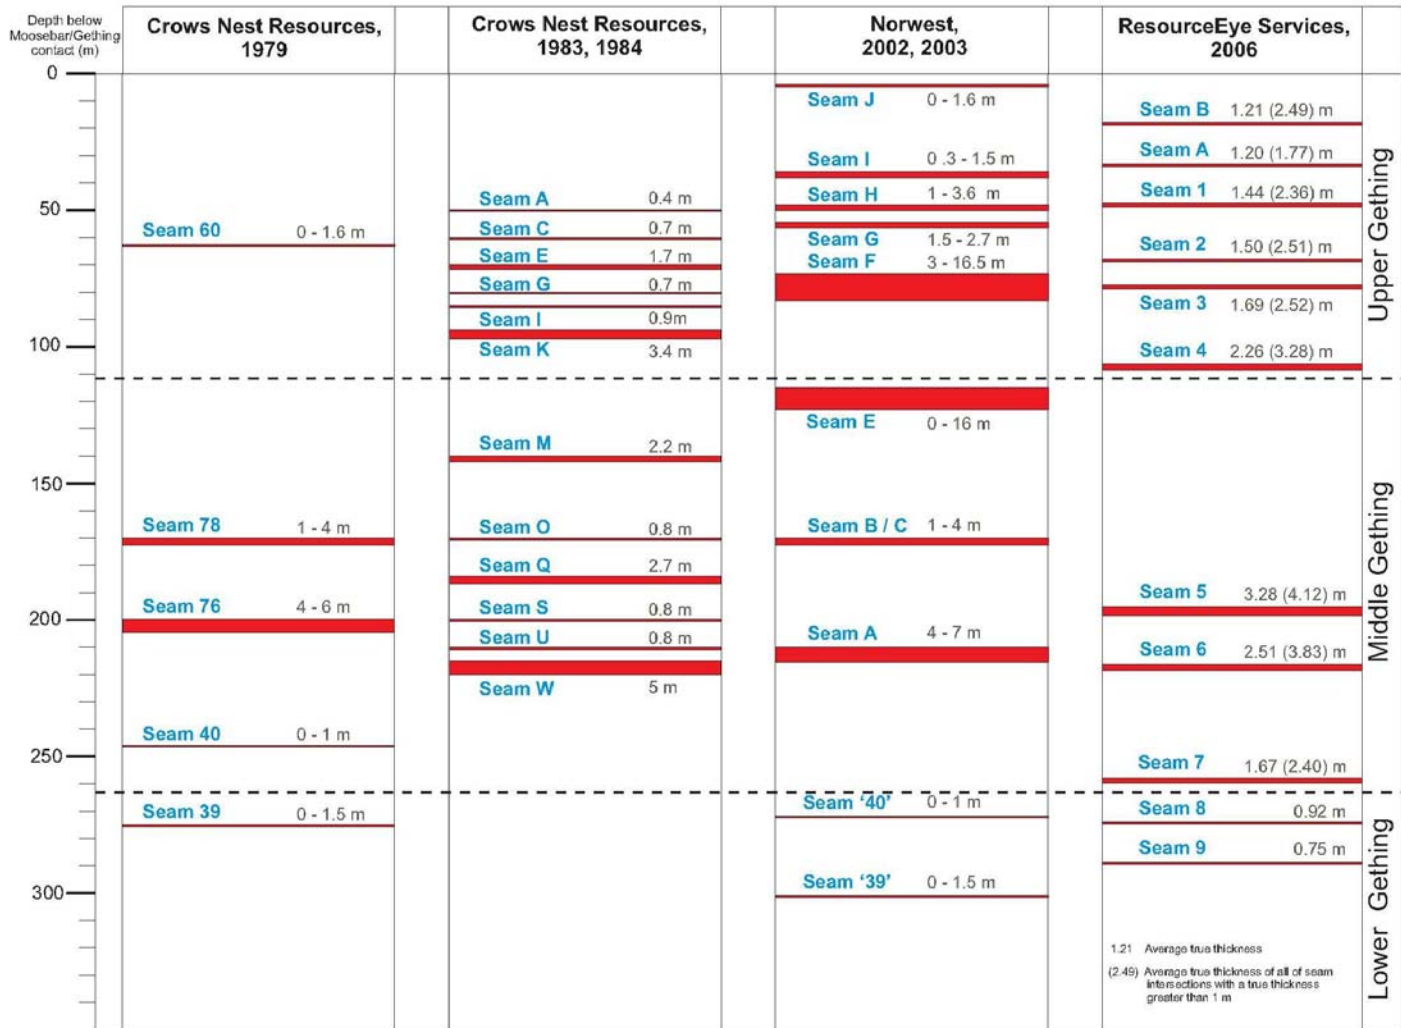 Depth below
Moosebar/Gething
contact (m)
Crows Nest Resources,
1979
Crows Nest Resources,
1983, 1984
Norwest,
2002, 2003
ResourceEye Services,
2006
0
50
100
150
200
250
300
Seam 60 0 - 1.6 m
Seam 78 1 - 4 m
Seam 76 4 - 6 m
Seam 40 0 - 1 m
Seam 39 0 - 1.5 m
Seam A 0.4 m
Seam C 0.7 m
Seam E 1.7 m
Seam G 0.7 m
Seam I 0.9m
Seam K 3.4 m
Seam M 2.2 m
Seam O 0.8 m
Seam Q 2.7 m
Seam S 0.8 m
Seam U 0.8 m
Seam W 5 m
Seam J 0 - 1.6 m
Seam I 0 .3 - 1.5 m
Seam H 1 - 3.6 m
Seam G 1.5 - 2.7 m
Seam F 3 - 16.5 m
Seam E 0 - 16 m
Seam B / C 1 - 4 m
Seam A 4 - 7 m
Seam ‘40’ 0 - 1 m
Seam ‘39’ 0 - 1.5 m
Seam B 1.21 (2.49) m
Seam A 1.20 (1.77) m
Seam 1 1.44 (2.36) m
Seam 2 1.50 (2.51) m
Seam 3 1.69 (2.52) m
Seam 4 2.26 (3.28) m
Seam 5 3.28 (4.12) m
Seam 6 2.51 (3.83) m
Seam 7 1.67 (2.40) m
Seam 8 0.92 m
Seam 9 0.75 m
1.21 Average true thickness
(2.49) Average true thickness of all of seam
intersections with a true thickness
greater than 1 m
Upper Gething
Middle Gething
Lower Gething